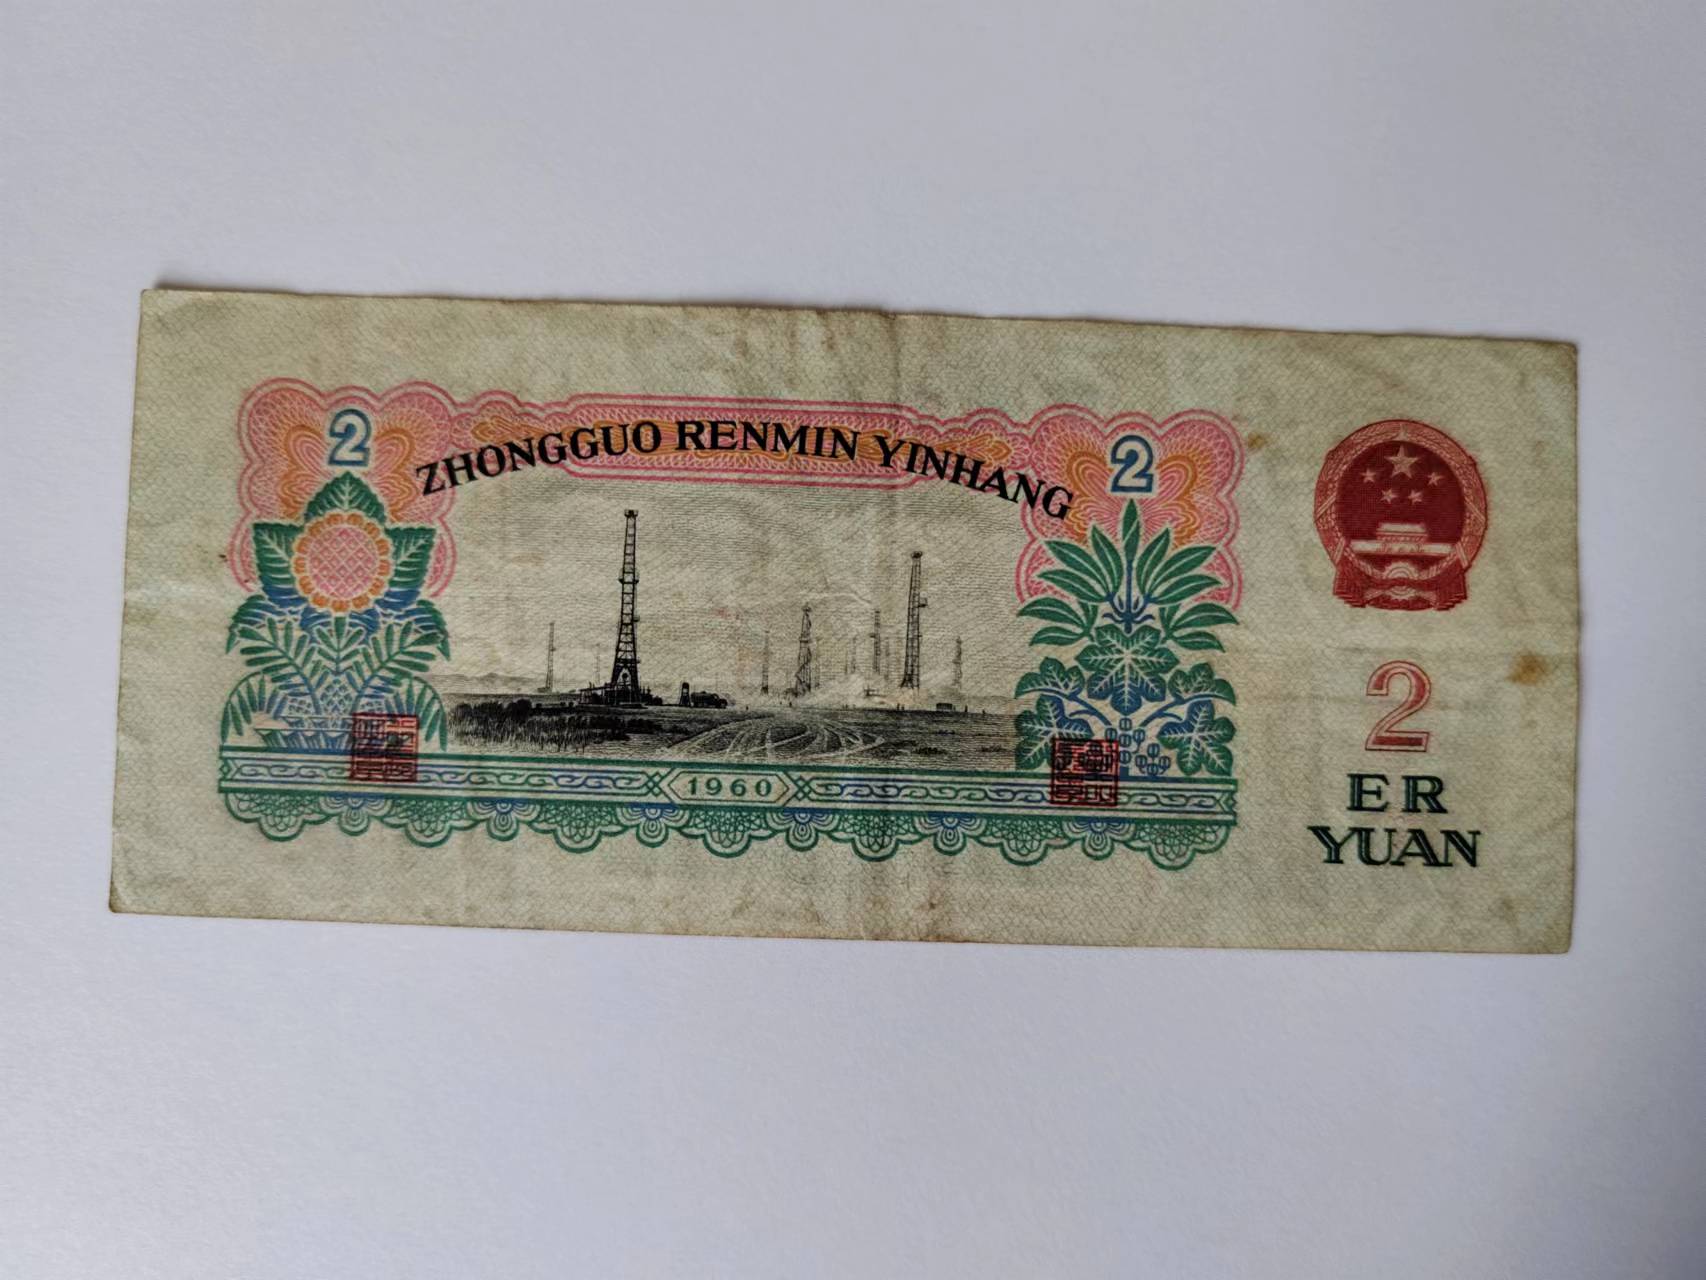 2
ZHONGGUO RENMIN YINHANG
2
1960
2
ER
YUAN